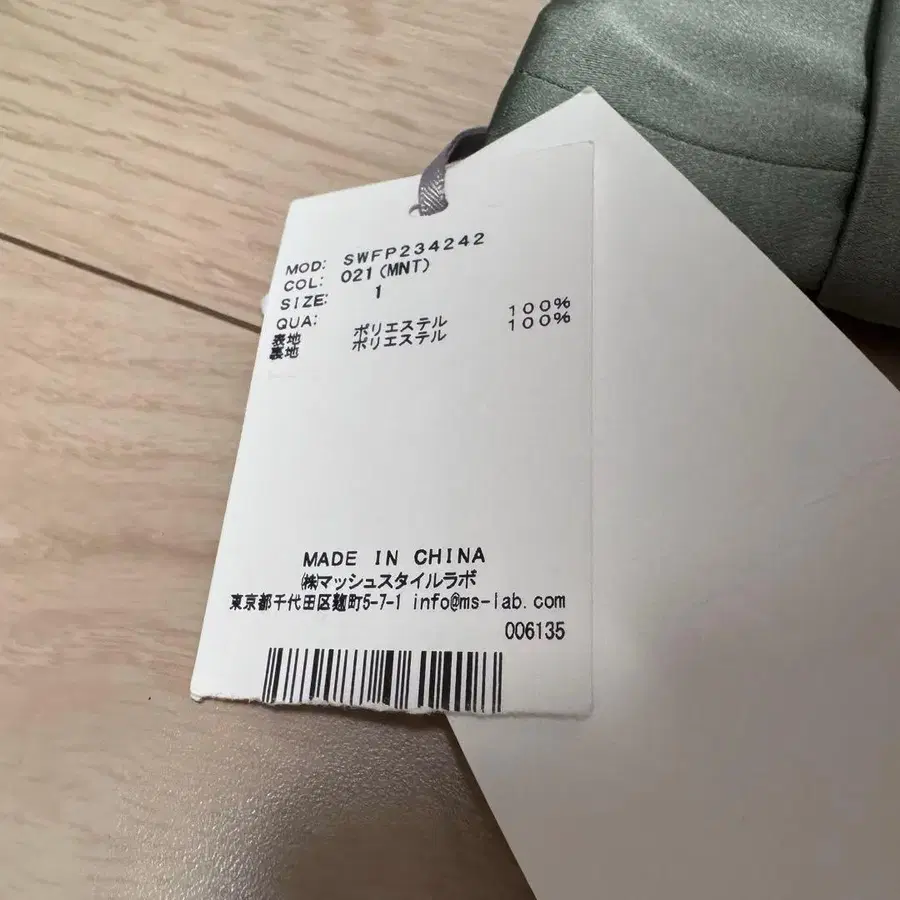 MOD: SWFP234242
COL: 021(MNT)
SIZE: 1
QUA:
表地 ポリエステル 100%
裏地 ポリエステル 100%
MADE IN CHINA
㈱マッシュスタイルラボ
東京都千代田区麹町5-7-1 info@ms-lab.com
006135